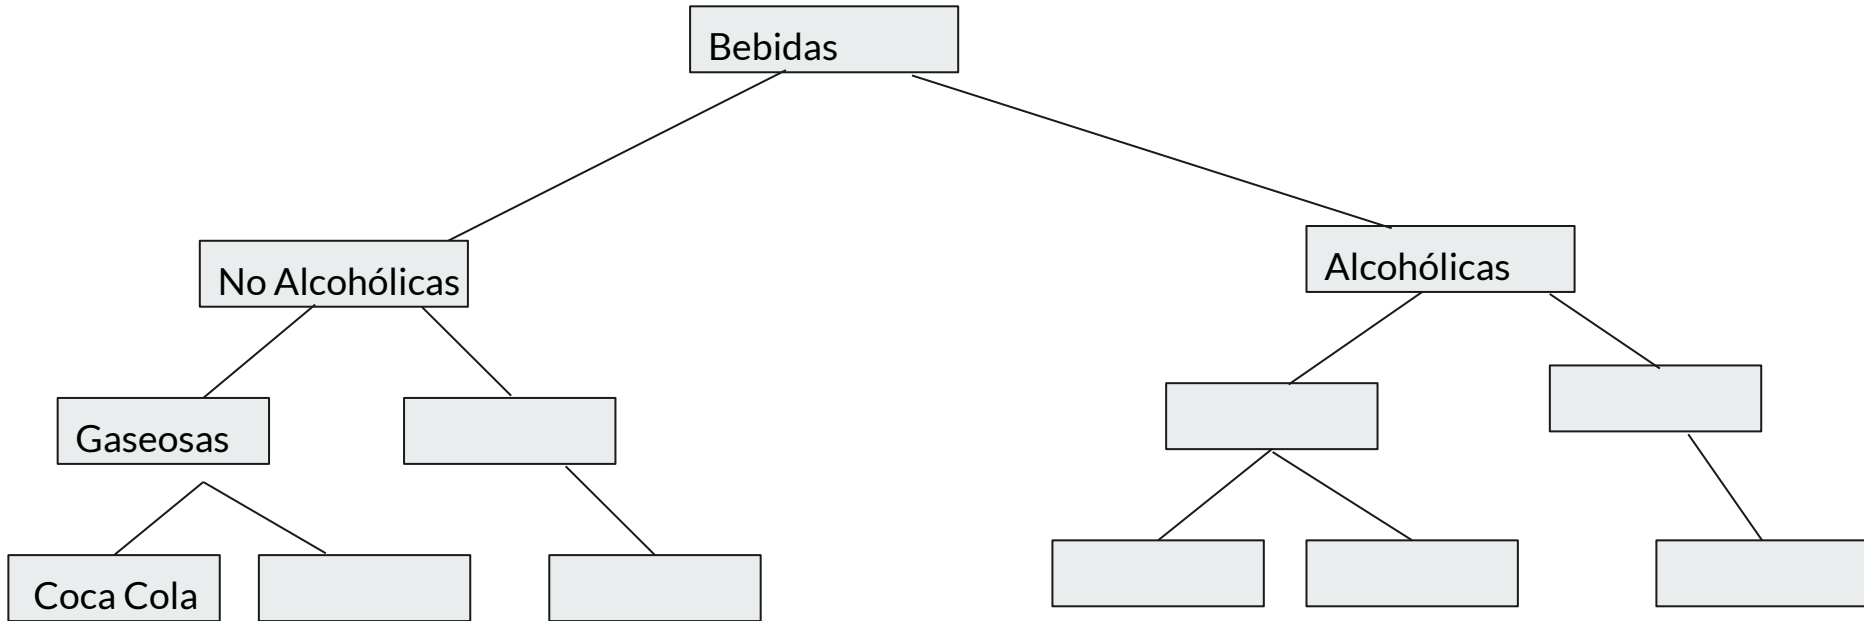 Bebidas
No Alcohólicas
Alcohólicas
Gaseosas
Coca Cola